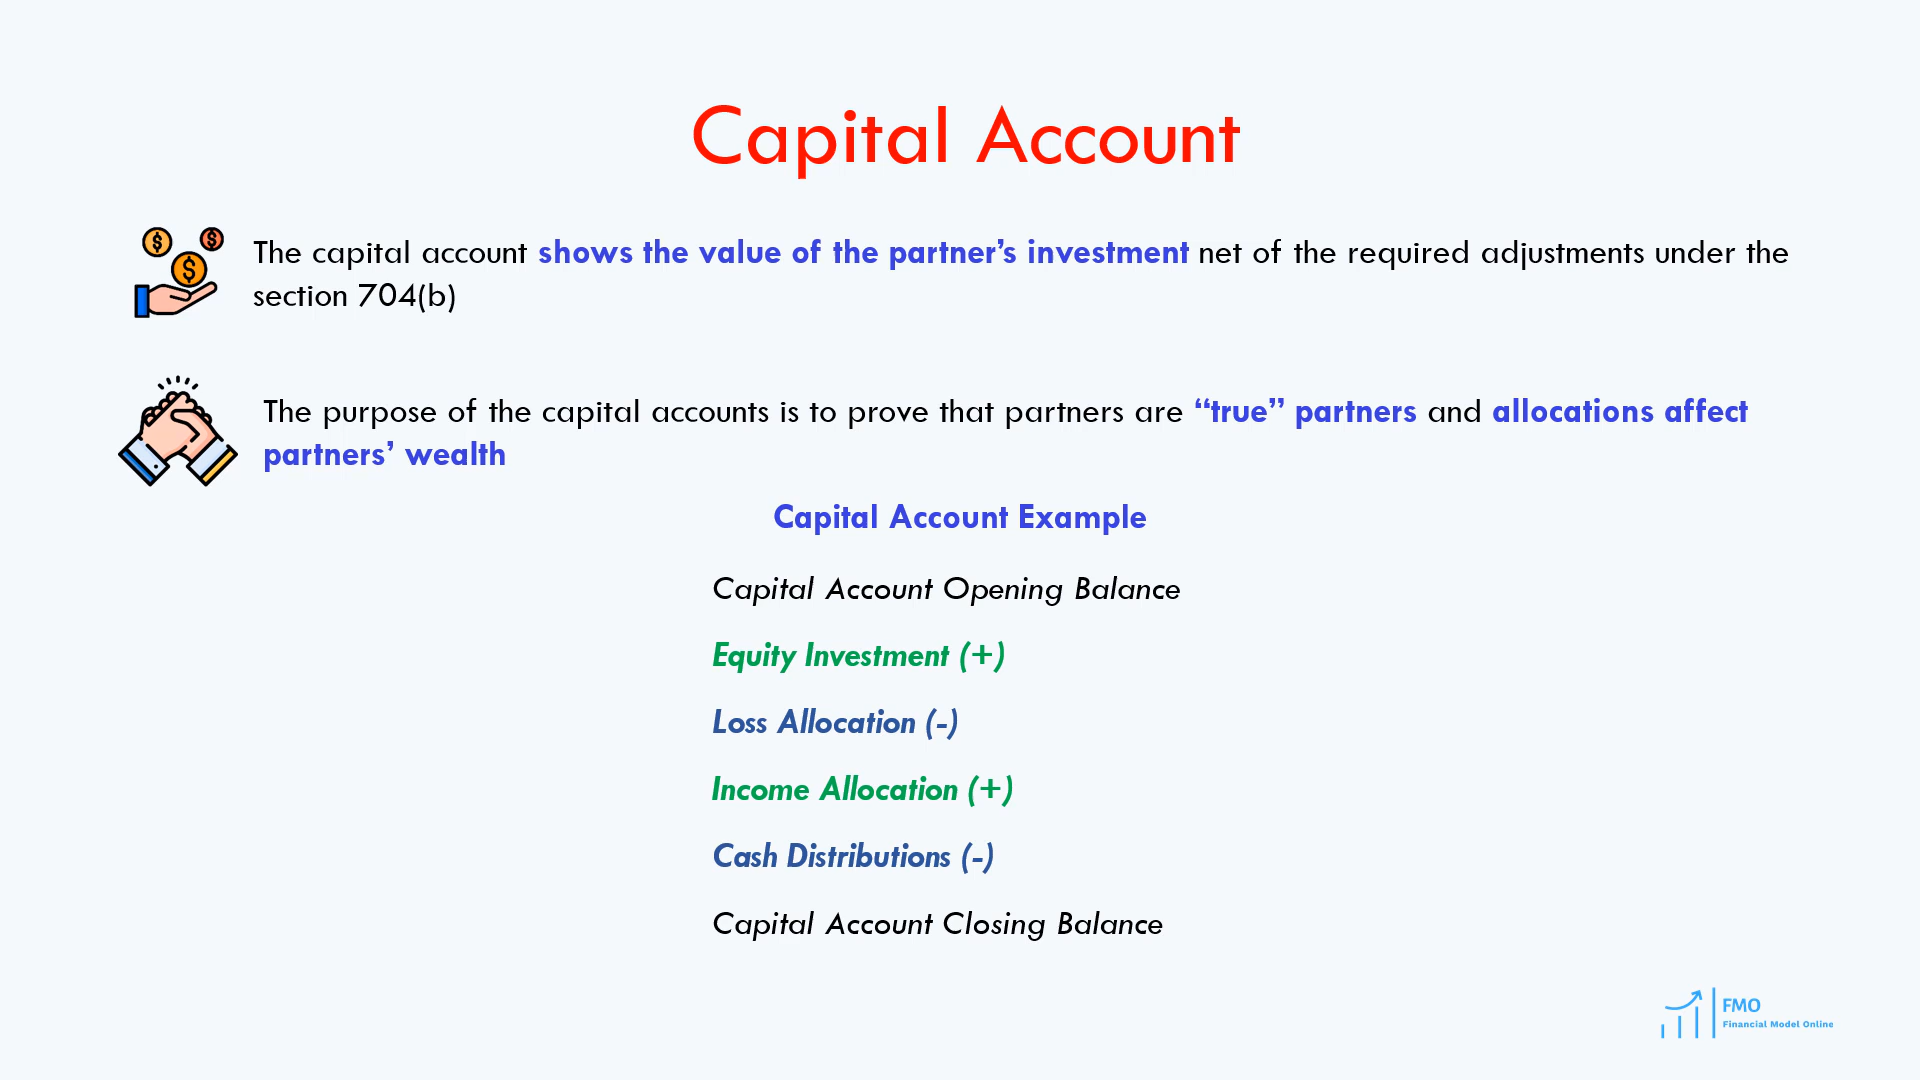 Capital Account
The capital account shows the value of the partner’s investment net of the required adjustments under the
section 704(b)
The purpose of the capital accounts is to prove that partners are “true” partners and allocations affect
partners’ wealth
Capital Account Example
Capital Account Opening Balance
Equity Investment (+)
Loss Allocation (-)
Income Allocation (+)
Cash Distributions (-)
Capital Account Closing Balance
FMO
Financial Model Online